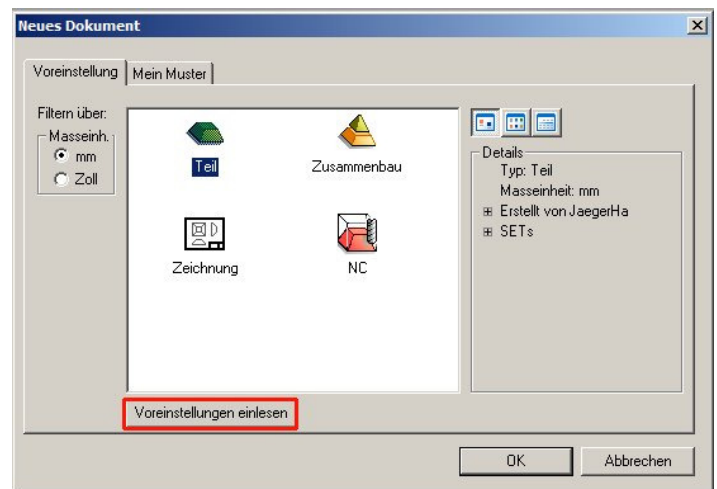 Neues Dokument
Voreinstellung
Mein Muster
Filtern über:
Masseinh.
mm
Zoll
Teil
Zusammenbau
Zeichnung
NC
Details
Typ: Teil
Masseinheit: mm
Erstellt von JaegerHa
SETs
Voreinstellungen einlesen
OK
Abbrechen